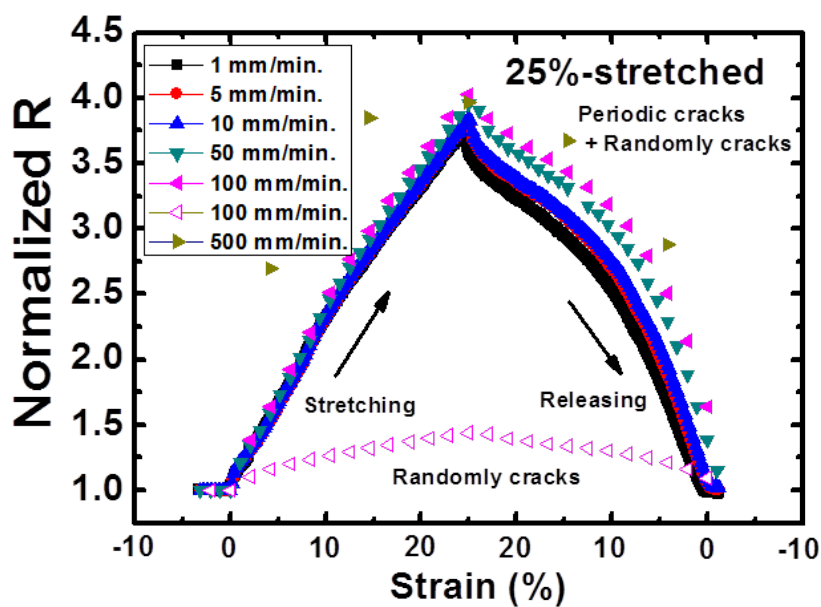 4.5
4.0
3.5
3.0
2.5
2.0
1.5
1.0
Normalized R
1 mm/min.
5 mm/min.
10 mm/min.
50 mm/min.
100 mm/min.
100 mm/min.
500 mm/min.
25%-stretched
Periodic cracks
+ Randomly cracks
Stretching
Releasing
Randomly cracks
-10 0 10 20 20 10 0 -10
Strain (%)